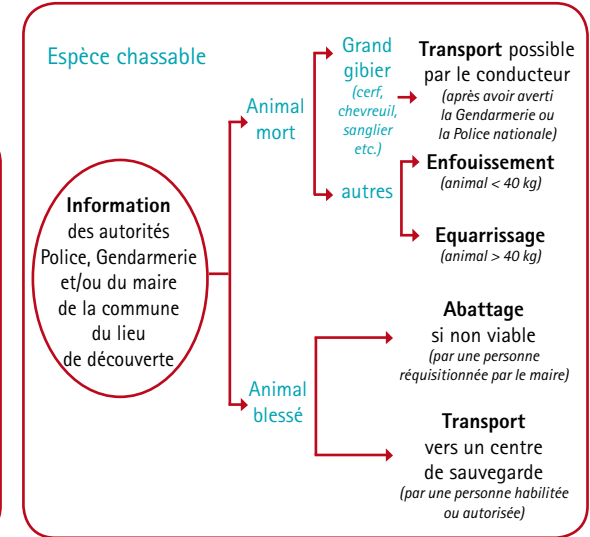 Espèce chassable
Information
des autorités
Police, Gendarmerie
et/ou du maire
de la commune
du lieu
de découverte
Animal
mort
Grand
gibier
(cerf,
chevreuil,
sanglier
etc.)
Transport possible
par le conducteur
(après avoir averti
la Gendarmerie ou
la Police nationale)
autres
Enfouissement
(animal < 40 kg)
Equarrissage
(animal > 40 kg)
Animal
blessé
Abattage
si non viable
(par une personne
réquisitionnée par le maire)
Transport
vers un centre
de sauvegarde
(par une personne habilitée
ou autorisée)